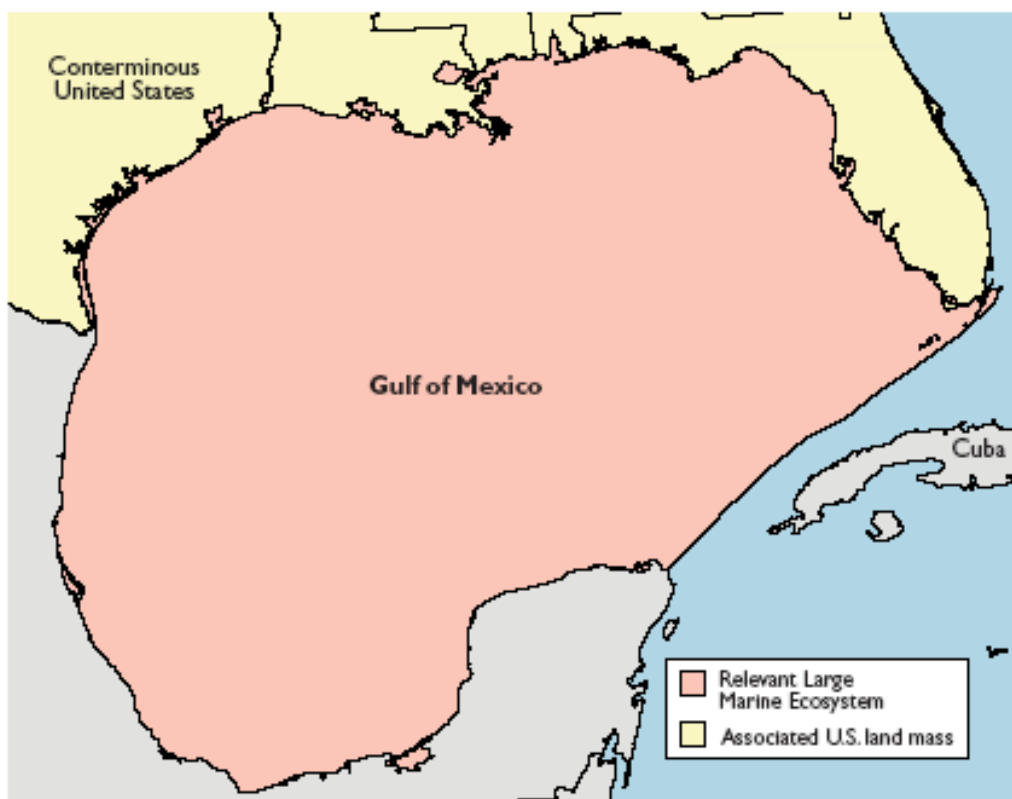 Conterminous
United States
Gulf of Mexico
Cuba
Relevant Large
Marine Ecosystem
Associated U.S. land mass